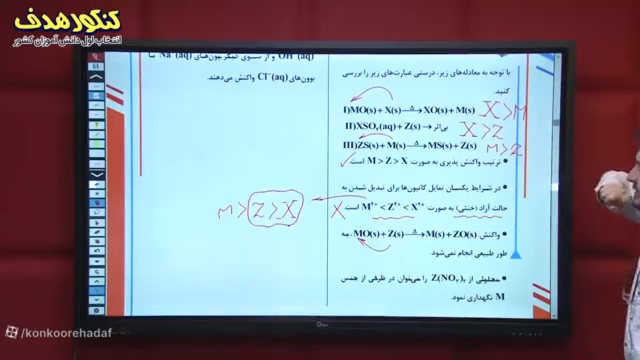 کنکور هدف
انتخاب اول دانش آموزان کشور
OH⁻(aq) و از سوی دیگر یون‌های Na⁺(aq) با
یون‌های Cl⁻(aq) واکنش می‌دهند.
با توجه به معادله‌های زیر، درستی عبارت‌های زیر را بررسی
کنید.
I)MO(s)+X(s) —Δ→ XO(s)+M(s) X>M
II)XSO₄(aq)+Z(s)→ بی‌اثر X>Z
III)ZS(s)+M(s) —Δ→ MS(s)+Z(s) M>Z
• ترتیب واکنش پذیری به صورت M>Z>X است. ✓
• در شرایط یکسان تمایل کاتیون‌ها برای تبدیل شدن به
حالت آزاد (خنثی) به صورت: M²⁺<Z²⁺<X²⁺ است. X
M>Z>X
• واکنش MO(s)+Z(s) —Δ→ M(s)+ZO(s) به
طور طبیعی انجام نمی‌شود.
• محلولی از Z(NO₃)₂ را می‌توان در ظرفی از جنس
M نگهداری نمود.
/konkoorehadaf